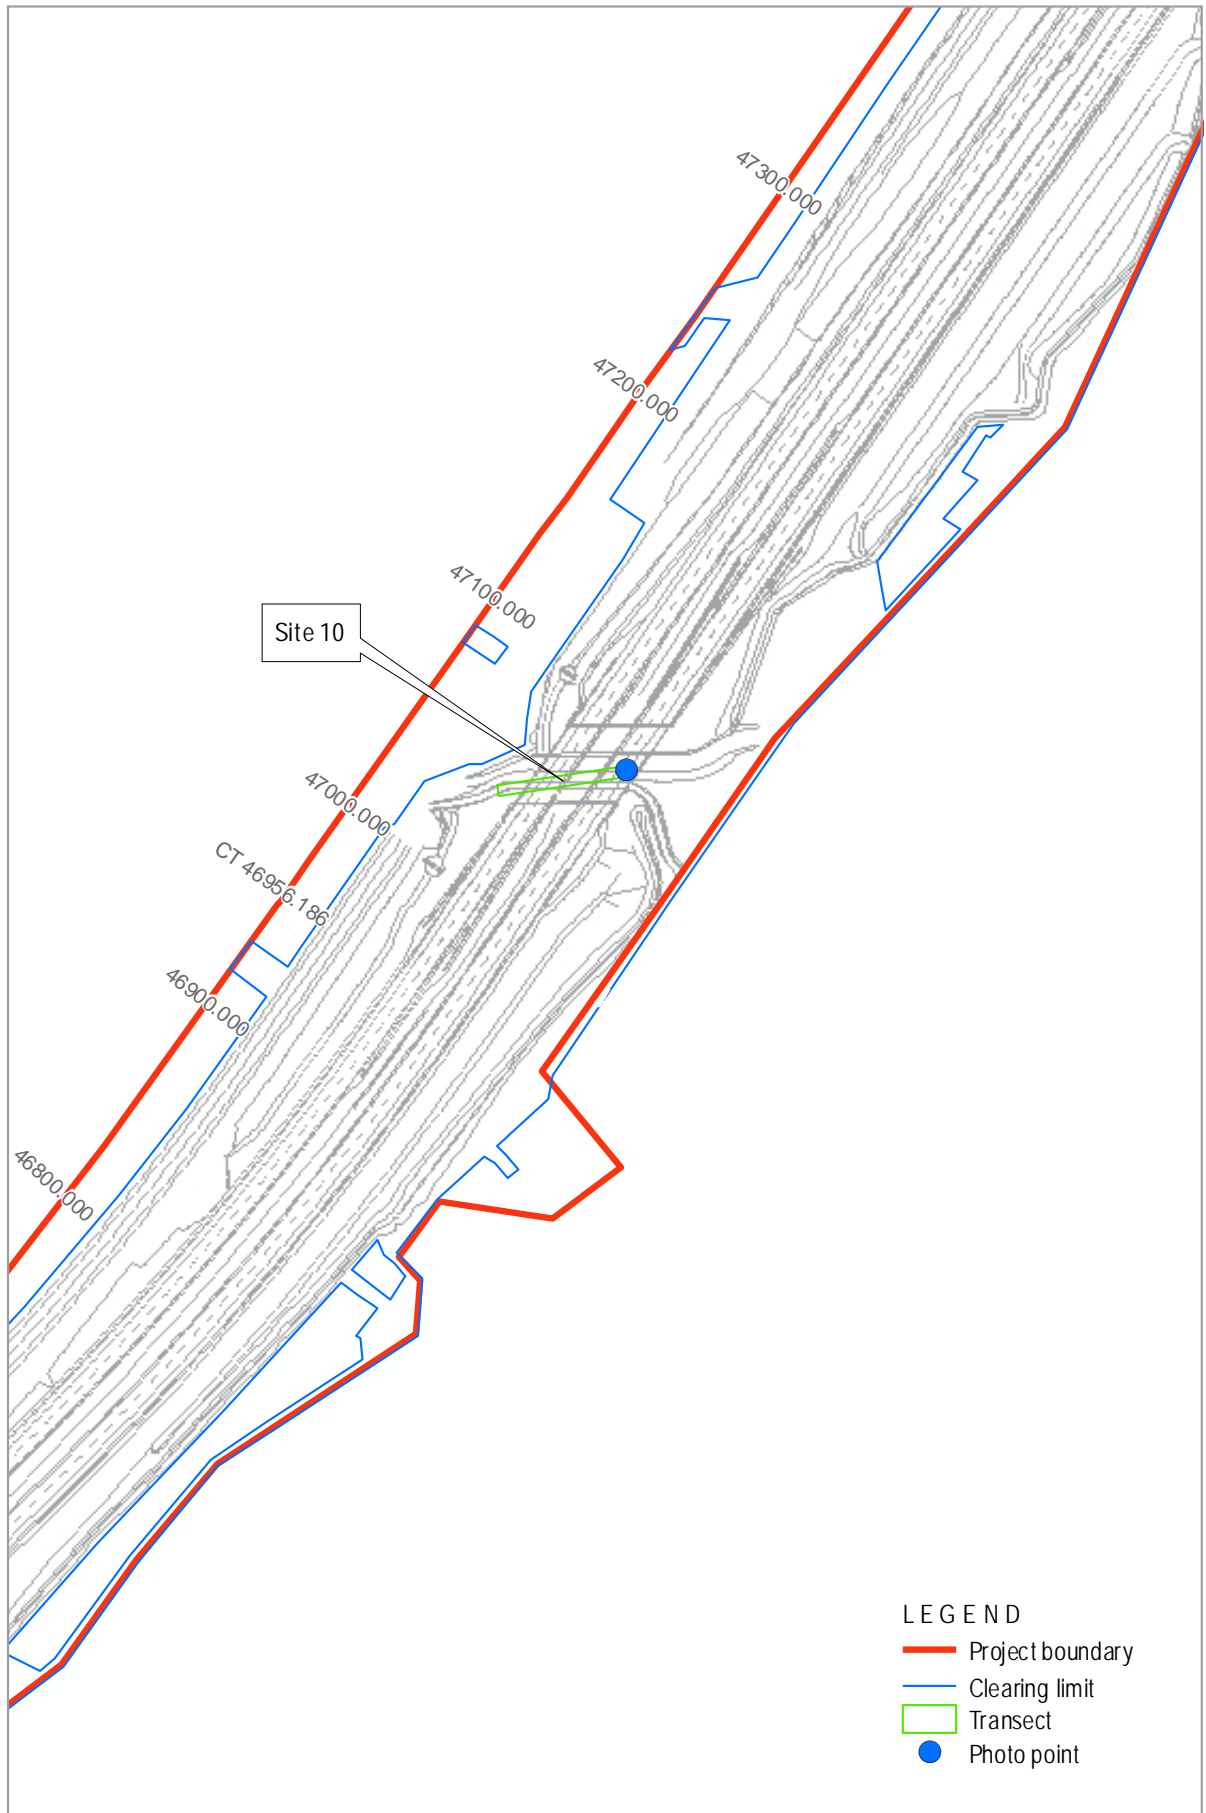 47300.000
47200.000
47100.000
Site 10
47000.000
CT 46956.186
46900.000
46800.000
LEGEND
Project boundary
Clearing limit
Transect
Photo point